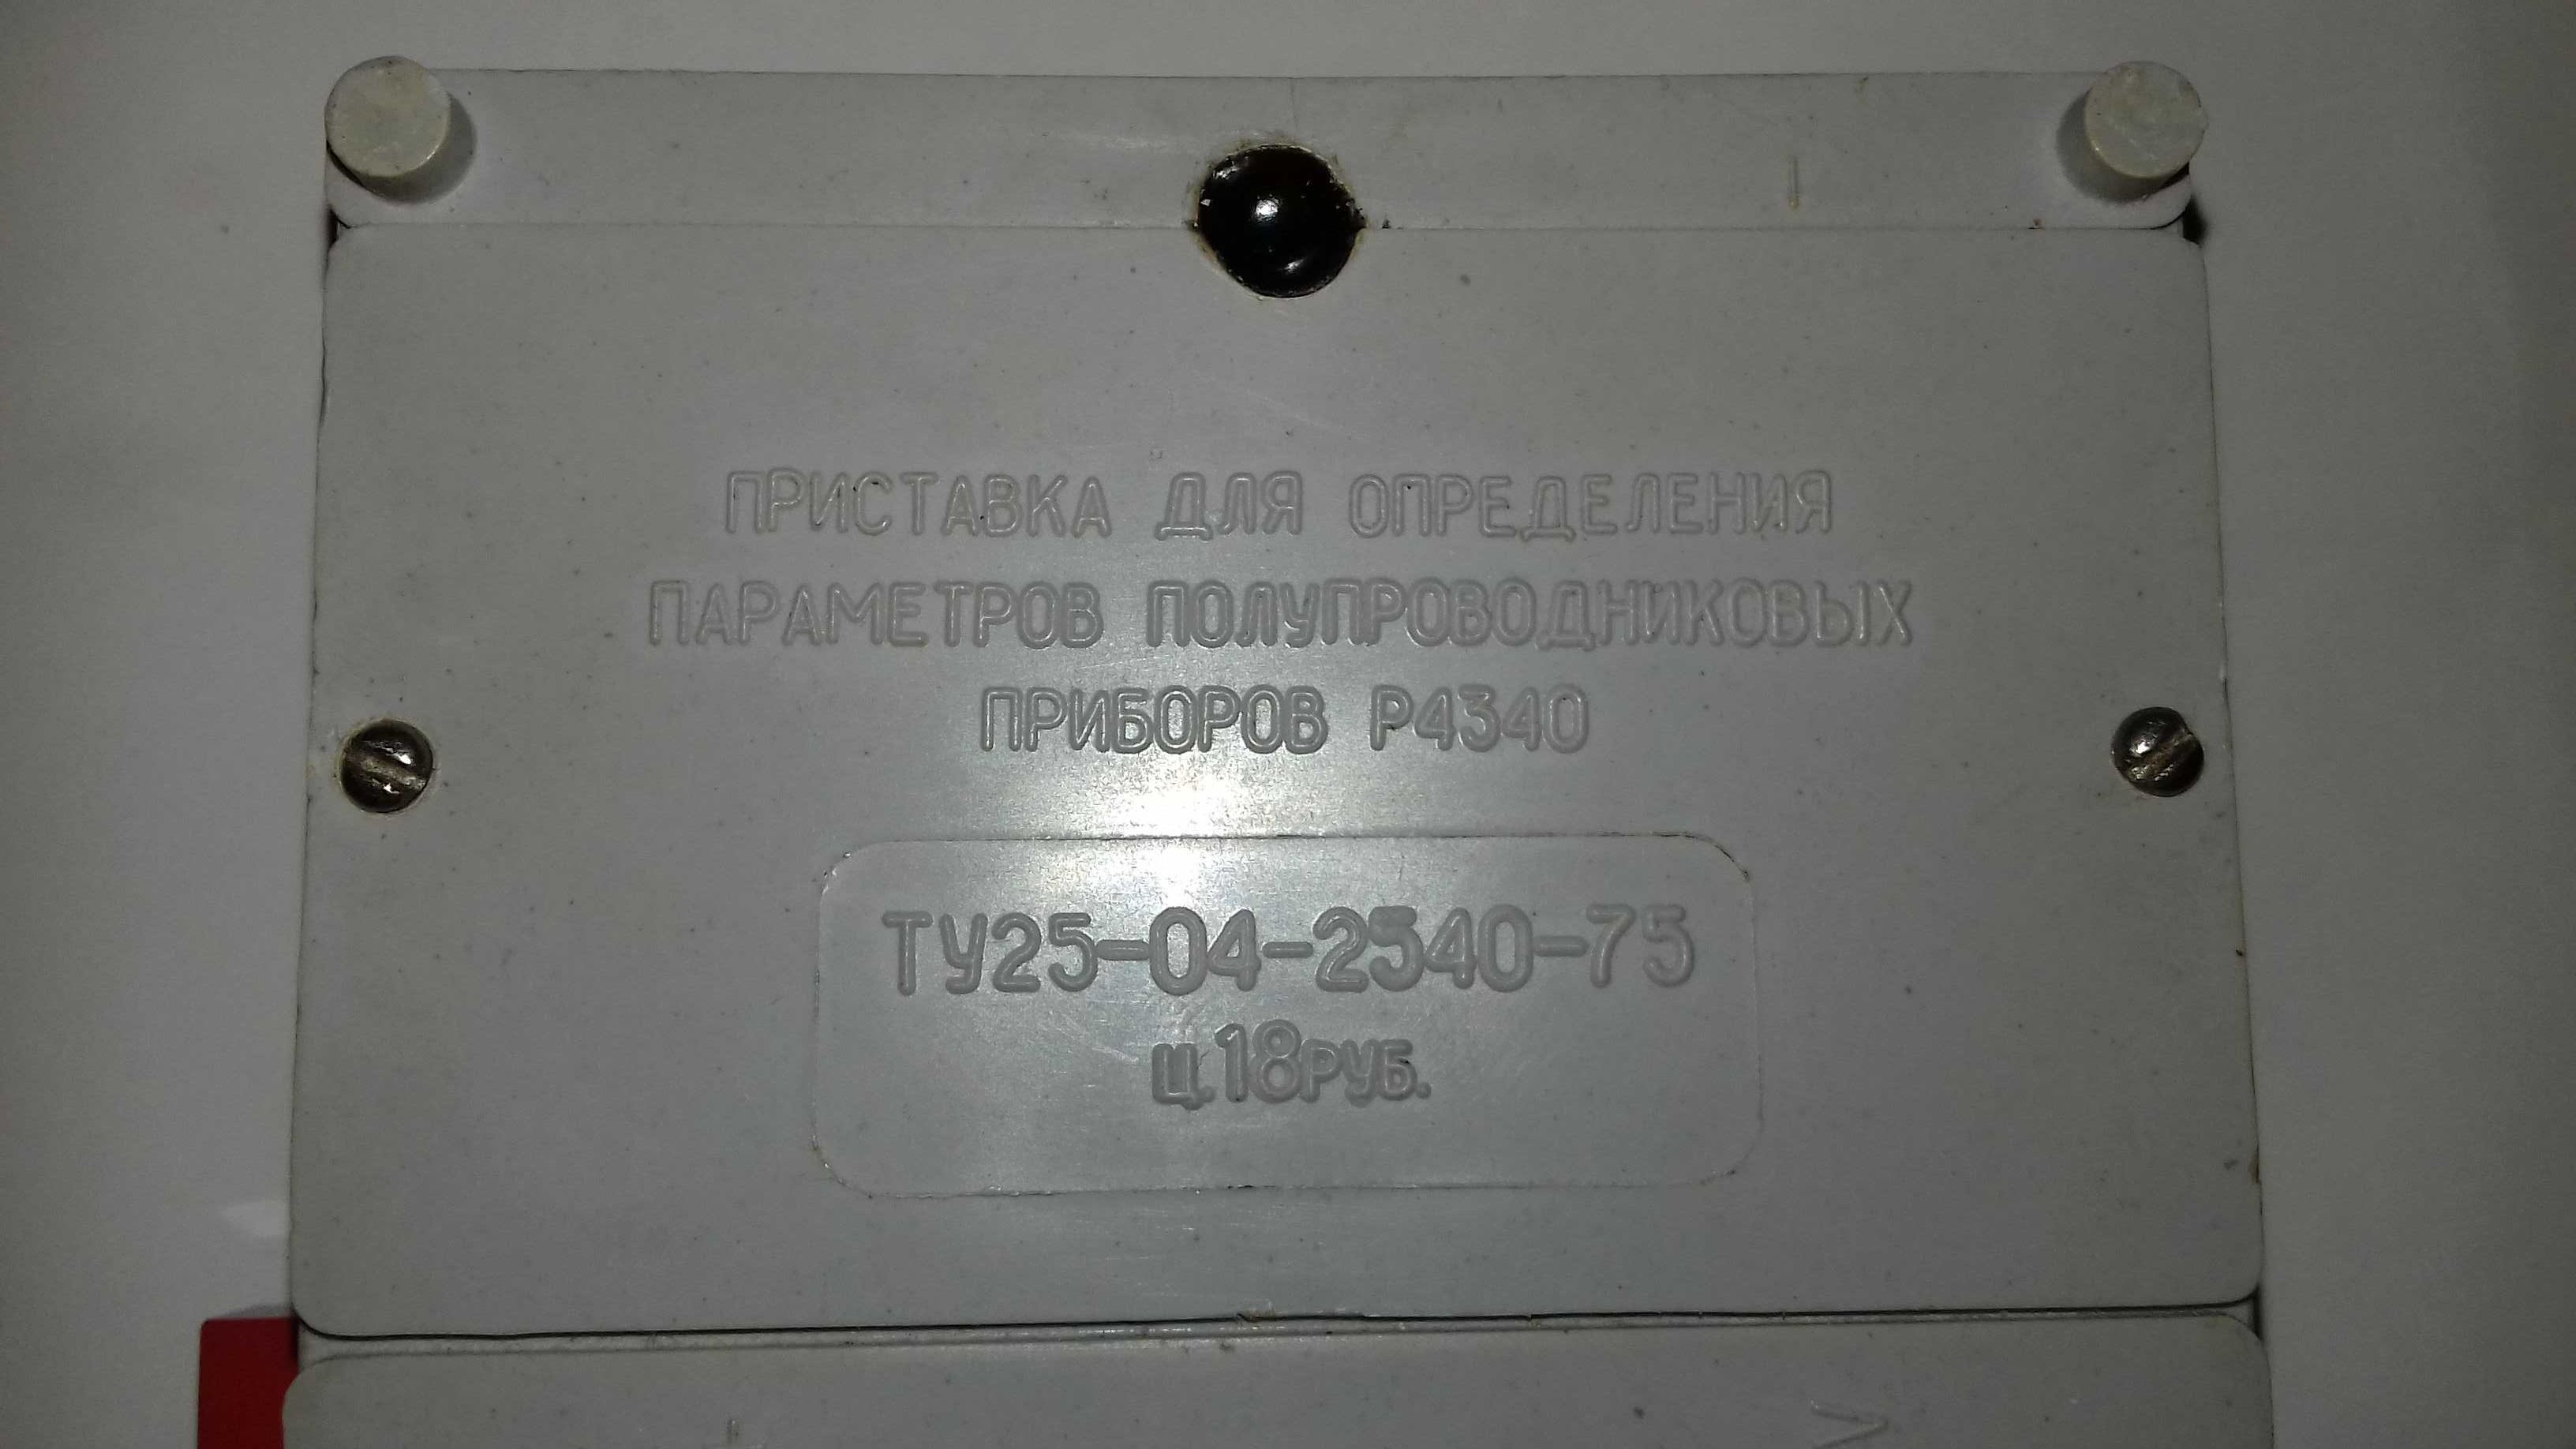 ПРИСТАВКА ДЛЯ ОПРЕДЕЛЕНИЯ
ПАРАМЕТРОВ ПОЛУПРОВОДНИКОВЫХ
ПРИБОРОВ Р4340
ТУ25-04-2540-75
Ц.18РУБ.